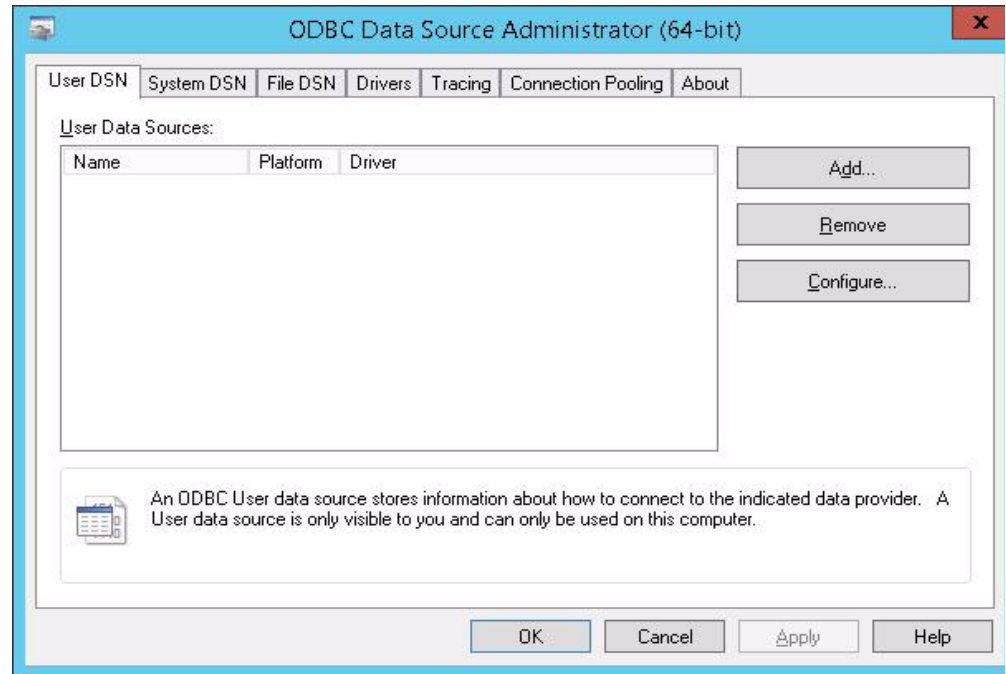 ODBC Data Source Administrator (64-bit)
x
User DSN System DSN File DSN Drivers Tracing Connection Pooling About
User Data Sources:
Name Platform Driver
Add...
Remove
Configure...
An ODBC User data source stores information about how to connect to the indicated data provider. A
User data source is only visible to you and can only be used on this computer.
OK Cancel Apply Help